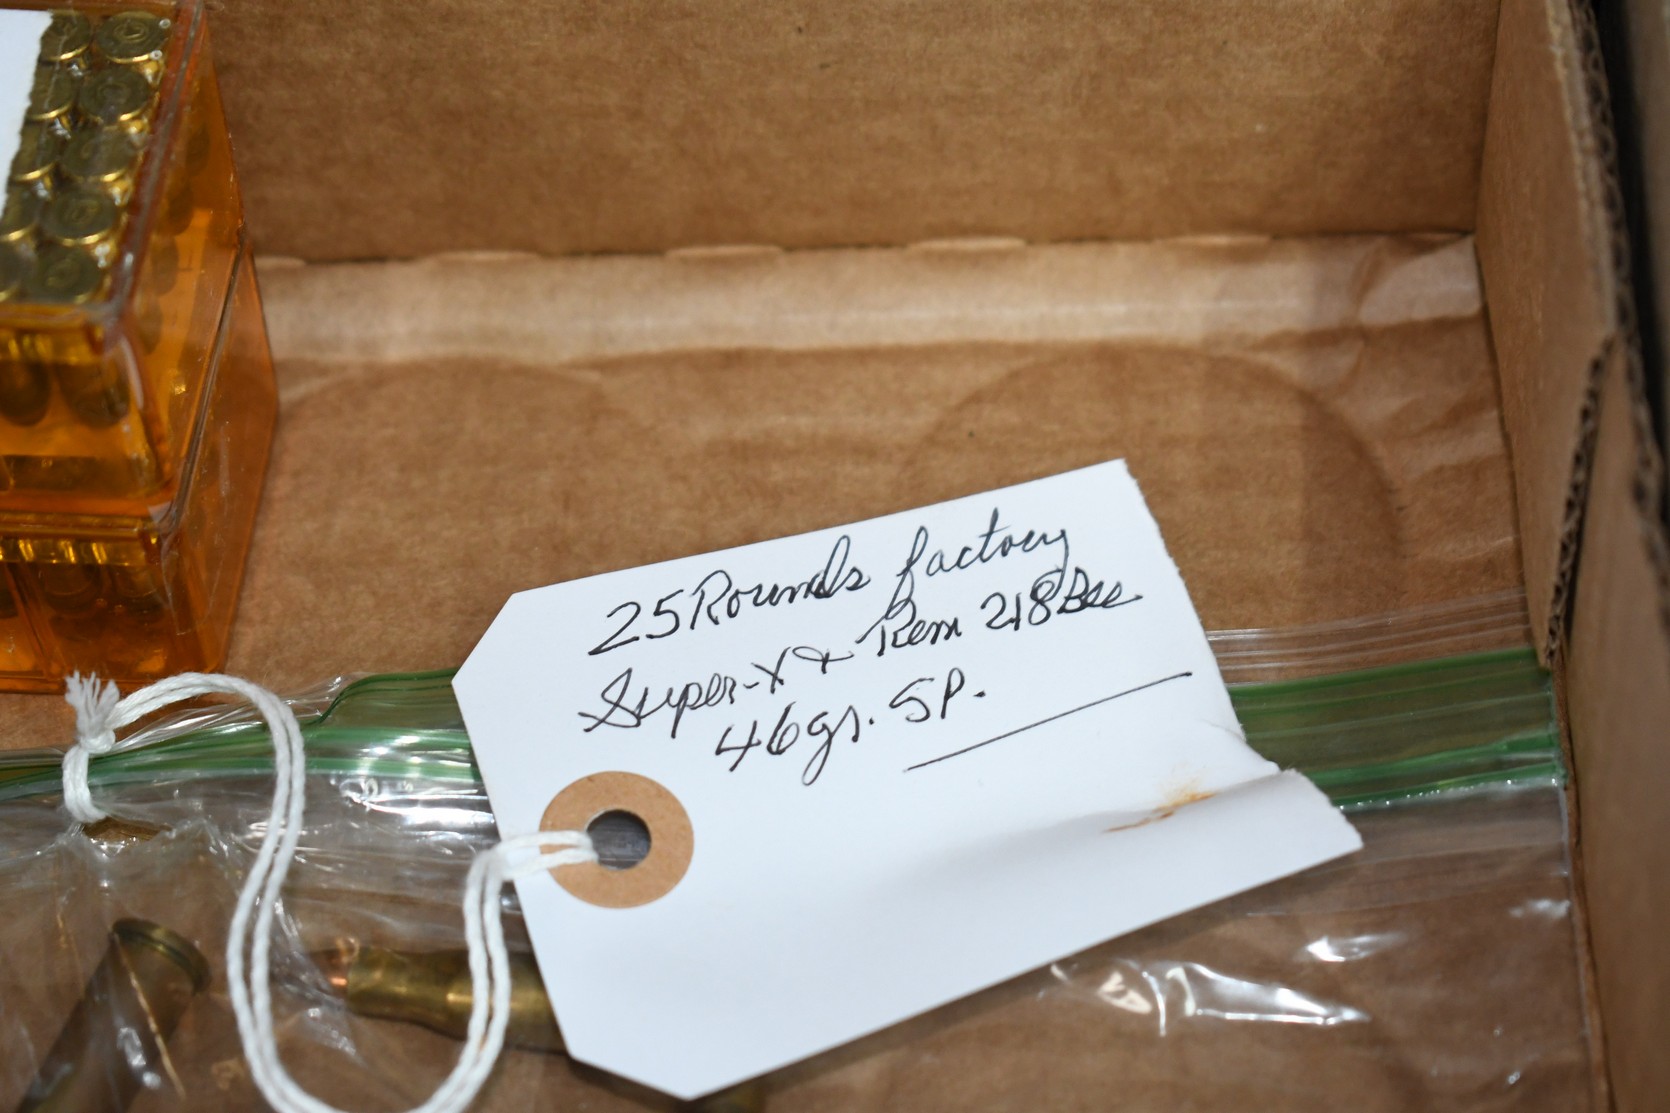 25 Rounds factory
Super-X & Rem 218 Bee
46gr. SP.